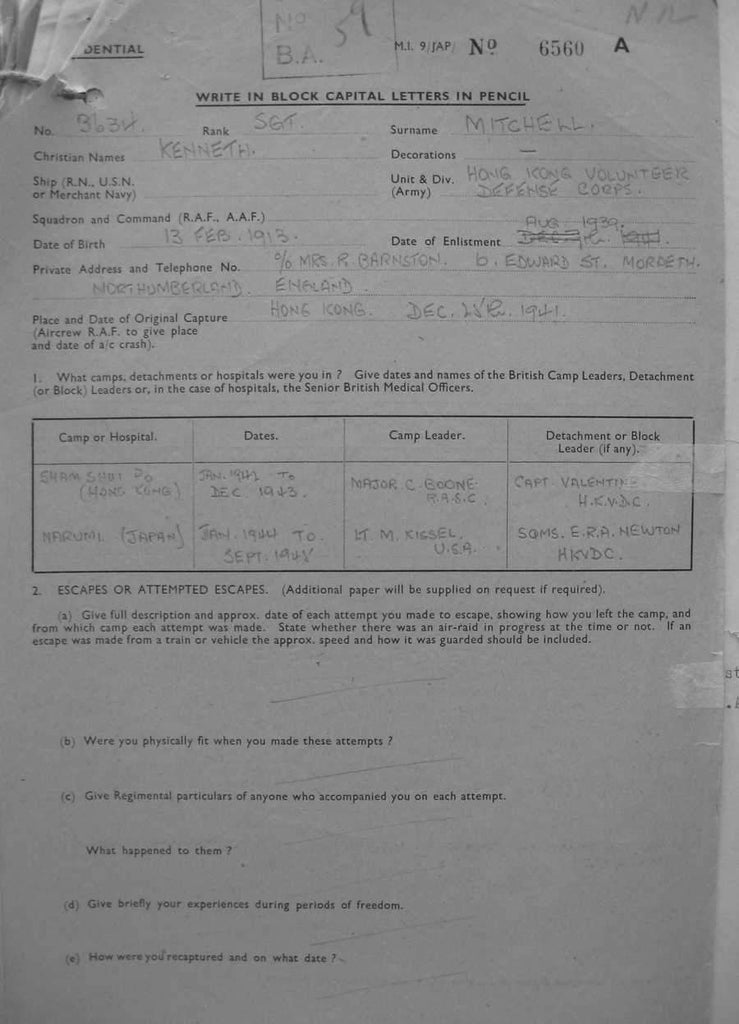 DENTIAL
No
B.A. 59
M.I. 9/JAP/ No 6560 A
NIL
WRITE IN BLOCK CAPITAL LETTERS IN PENCIL
No. 3634. Rank SGT. Surname MITCHELL.
Christian Names KENNETH. Decorations —
Ship (R.N., U.S.N. or Merchant Navy)
Unit & Div. (Army) HONG KONG VOLUNTEER DEFENSE CORPS.
Squadron and Command (R.A.F., A.A.F.)
Date of Birth 13 FEB. 1913. Date of Enlistment AUG 1939.
Private Address and Telephone No. c/o MRS. R. BARNSTON. 6. EDWARD ST. MORPETH.
NORTHUMBERLAND. ENGLAND.
Place and Date of Original Capture HONG KONG. DEC. 1941.
(Aircrew R.A.F. to give place
and date of a/c crash).
1. What camps, detachments or hospitals were you in ? Give dates and names of the British Camp Leaders, Detachment
(or Block) Leaders or, in the case of hospitals, the Senior British Medical Officers.
Camp or Hospital. Dates. Camp Leader. Detachment or Block Leader (if any).
SHAM SHUI PO (HONG KONG) JAN. 1942 TO DEC 1943. MAJOR C. BOONE. R.A.S.C. CAPT. VALENTINE H.K.V.D.C.
NARUMI. (JAPAN) JAN. 1944 TO. SEPT. 1945 LT. M. KISSEL. U.S.A. SQMS. E.R.A. NEWTON HKVDC.
2. ESCAPES OR ATTEMPTED ESCAPES. (Additional paper will be supplied on request if required).
(a) Give full description and approx. date of each attempt you made to escape, showing how you left the camp, and
from which camp each attempt was made. State whether there was an air-raid in progress at the time or not. If an
escape was made from a train or vehicle the approx. speed and how it was guarded should be included.
st
(b) Were you physically fit when you made these attempts ?
(c) Give Regimental particulars of anyone who accompanied you on each attempt.
What happened to them ?
(d) Give briefly your experiences during periods of freedom.
(e) How were you recaptured and on what date ?